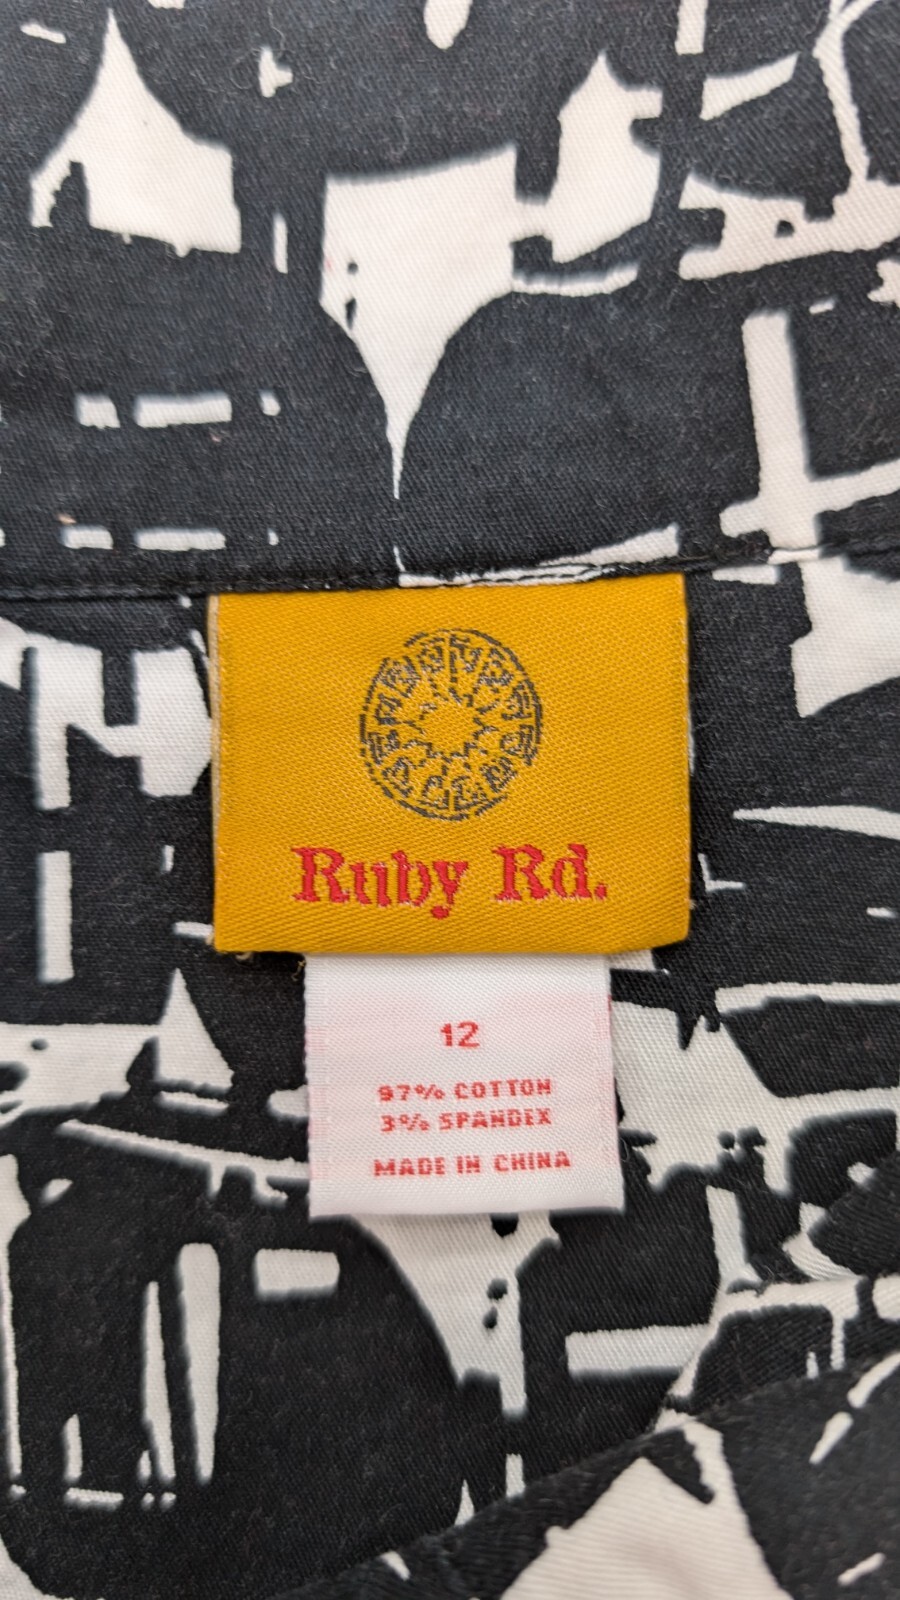 Ruby Rd.
12
97% COTTON
3% SPANDEX
MADE IN CHINA